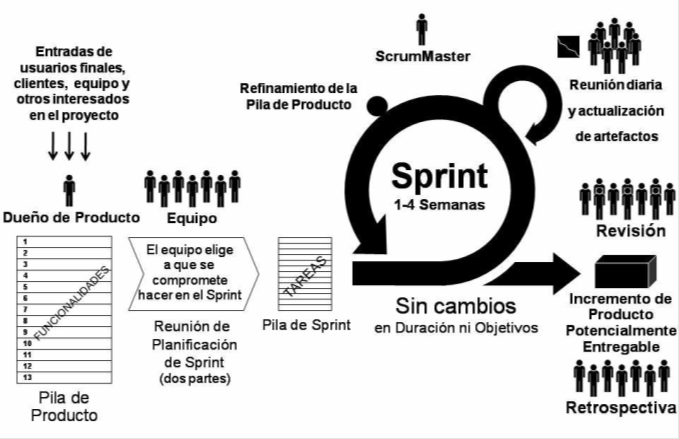 Entradas de
usuarios finales,
clientes, equipo y
otros interesados
en el proyecto
Dueño de Producto
1
2
3
4
5
6
7
8
9
10
11
12
13
FUNCIONALIDADES
Pila de
Producto
Equipo
El equipo elige
a que se
compromete
hacer en el Sprint
Reunión de
Planificación
de Sprint
(dos partes)
TAREAS
Pila de Sprint
ScrumMaster
Refinamiento de la
Pila de Producto
Sprint
1-4 Semanas
Sin cambios
en Duración ni Objetivos
Reunión diaria
y actualización
de artefactos
Revisión
Incremento de
Producto
Potencialmente
Entregable
Retrospectiva